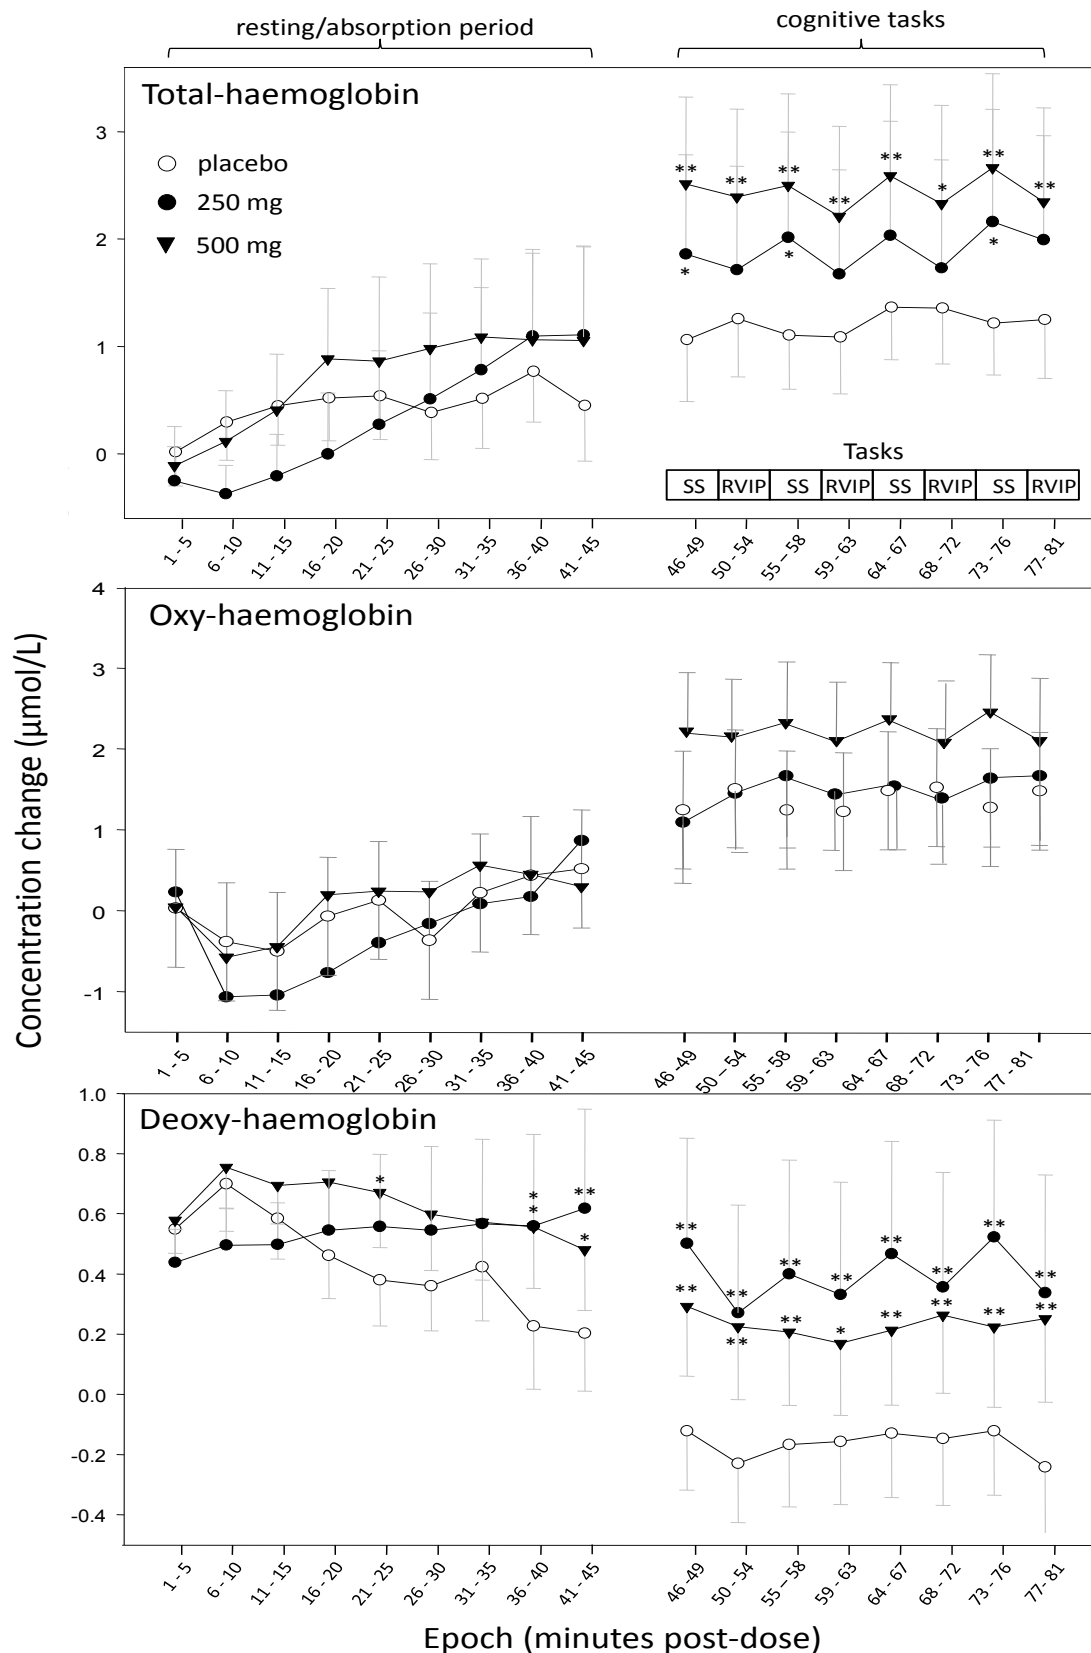 resting/absorption period
cognitive tasks
Total-haemoglobin
placebo
250 mg
500 mg
3
2
1
0
** ** ** ** ** * ** **
* * *
Tasks
SS RVIP SS RVIP SS RVIP SS RVIP
1 - 5 6 - 10 11 - 15 16 - 20 21 - 25 26 - 30 31 - 35 36 - 40 41 - 45 46 -49 50 - 54 55 – 58 59 - 63 64 - 67 68 - 72 73 - 76 77 - 81
Concentration change (µmol/L)
Oxy-haemoglobin
4
3
2
1
0
-1
1 - 5 6 - 10 11 - 15 16 - 20 21 - 25 26 - 30 31 - 35 36 - 40 41 - 45 46 -49 50 – 54 55 – 58 59 - 63 64 - 67 68 - 72 73 - 76 77 - 81
Deoxy-haemoglobin
1.0
0.8
0.6
0.4
0.2
0.0
-0.2
-0.4
* * * ** *
** ** ** ** ** ** ** **
** ** ** * ** ** ** **
1 - 5 6 - 10 11 - 15 16 - 20 21 - 25 26 - 30 31 - 35 36 - 40 41 - 45 46 -49 50 - 54 55 – 58 59 - 63 64 - 67 68 - 72 73 - 76 77- 81
Epoch (minutes post-dose)